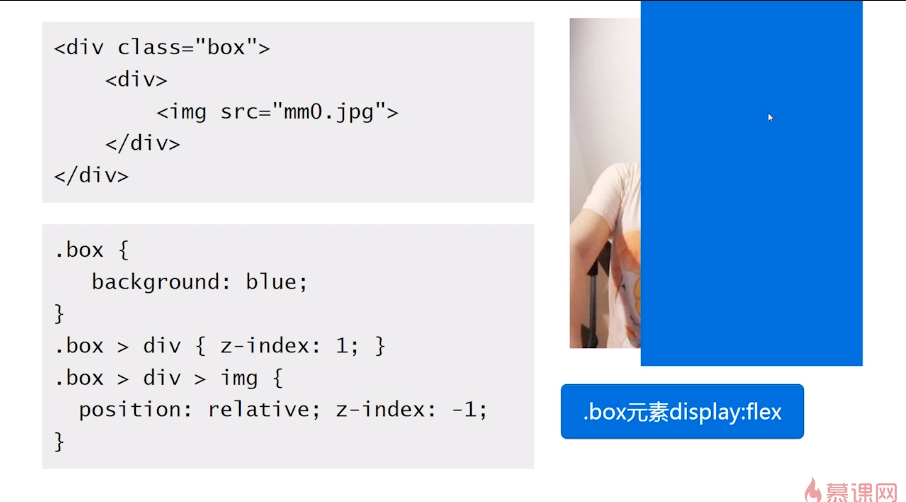 <div class="box">
    <div>
        <img src="mm0.jpg">
    </div>
</div>
.box {
   background: blue;
}
.box > div { z-index: 1; }
.box > div > img {
  position: relative; z-index: -1;
}
.box元素display:flex
慕课网